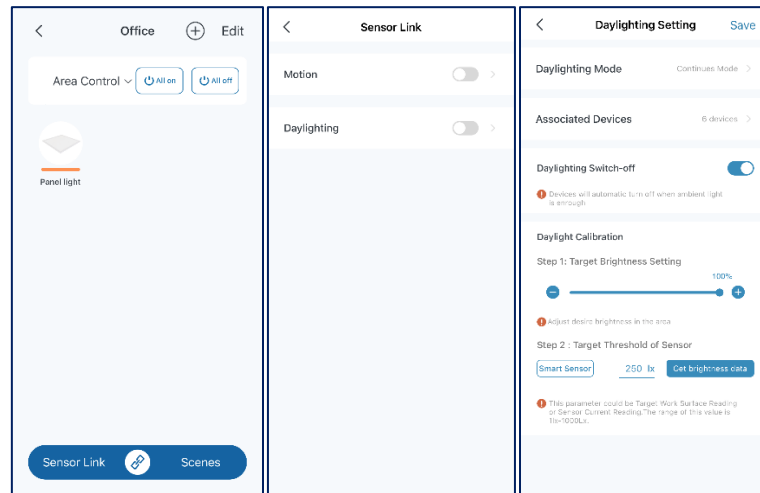 Office
Edit
Area Control
All on
All off
Panel light
Sensor Link
Scenes
Sensor Link
Motion
Daylighting
Daylighting Setting
Save
Daylighting Mode
Continues Mode
Associated Devices
6 devices
Daylighting Switch-off
Devices will automatic turn off when ambient light
is enough
Daylight Calibration
Step 1: Target Brightness Setting
100%
Adjust desire brightness in the area
Step 2 : Target Threshold of Sensor
Smart Sensor
250 lx
Get brightness data
This parameter could be Target Work Surface Reading
or Sensor Current Reading.The range of this value is
1lx-1000Lx.